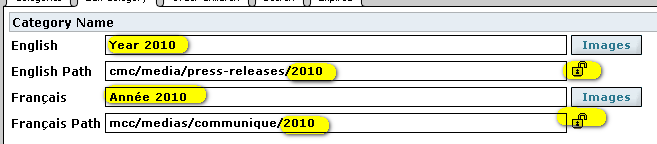 Category Name
English Year 2010 Images
English Path cmc/media/press-releases/2010
Français Année 2010 Images
Français Path mcc/medias/communique/2010